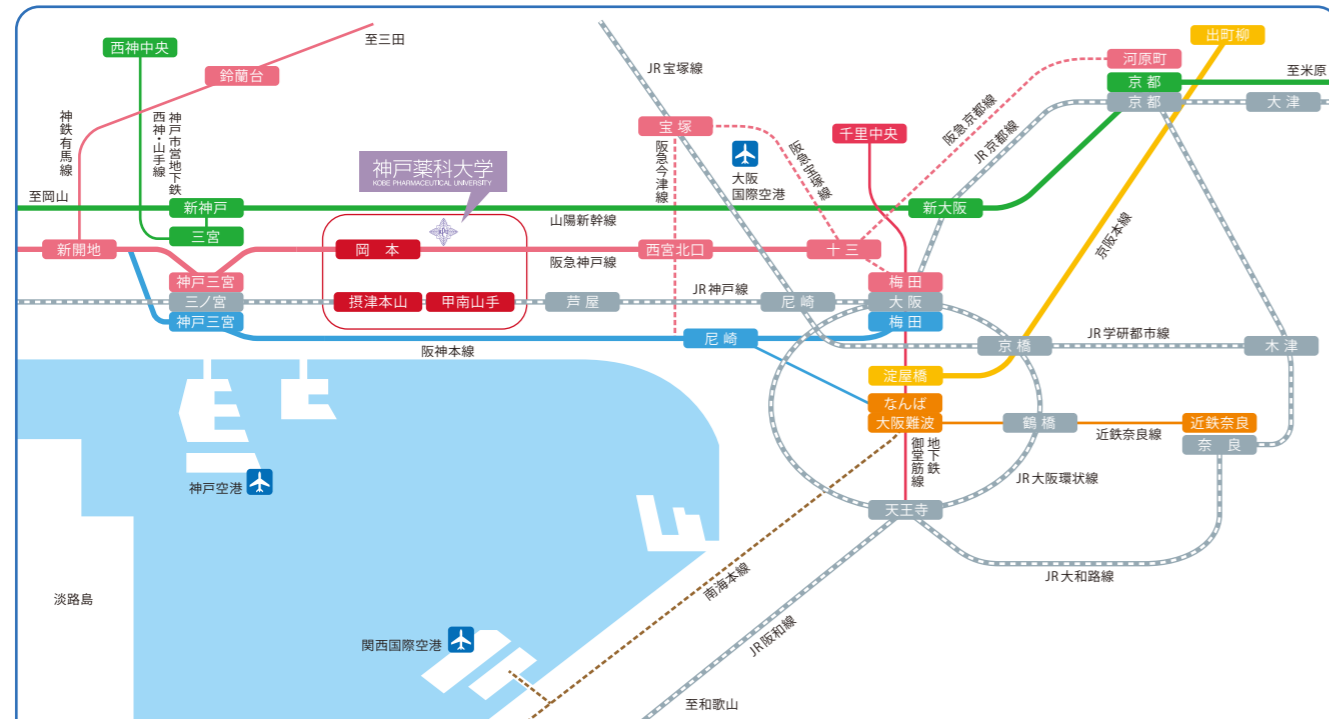 出町柳
至三田
西神中央
河原町
JR宝塚線
鈴蘭台
至米原
京都
京都
大津
宝塚
千里中央
阪急京都線
JR京都線
神鉄有馬線
神戸市営地下鉄
西神・山手線
神戸薬科大学
KOBE PHARMACEUTICAL UNIVERSITY
KPU
阪急今津線
阪急宝塚線
大阪
国際空港
至岡山
新神戸
山陽新幹線
新大阪
三宮
京阪本線
新開地
岡本
阪急神戸線
西宮北口
十三
神戸三宮
梅田
三ノ宮
摂津本山
甲南山手
芦屋
JR神戸線
尼崎
大阪
神戸三宮
梅田
阪神本線
尼崎
京橋
JR学研都市線
木津
淀屋橋
なんば
大阪難波
鶴橋
近鉄奈良線
近鉄奈良
奈良
地下鉄
御堂筋線
JR大阪環状線
神戸空港
天王寺
南海本線
JR大和路線
淡路島
関西国際空港
JR阪和線
至和歌山